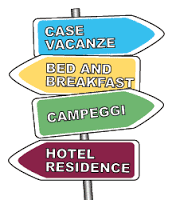 CASE
VACANZE
BED AND
BREAKFAST
CAMPEGGI
HOTEL
RESIDENCE